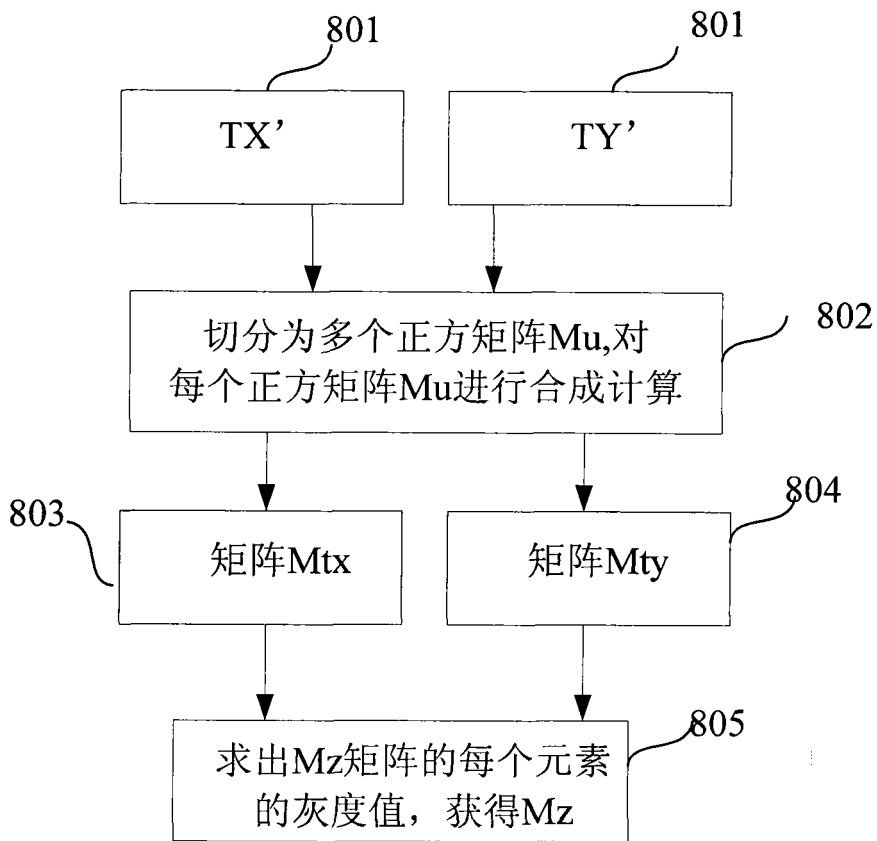 801
801
TX’
TY’
切分为多个正方矩阵Mu,对
每个正方矩阵Mu进行合成计算
802
803
矩阵Mtx
804
矩阵Mty
805
求出Mz矩阵的每个元素
的灰度值，获得Mz